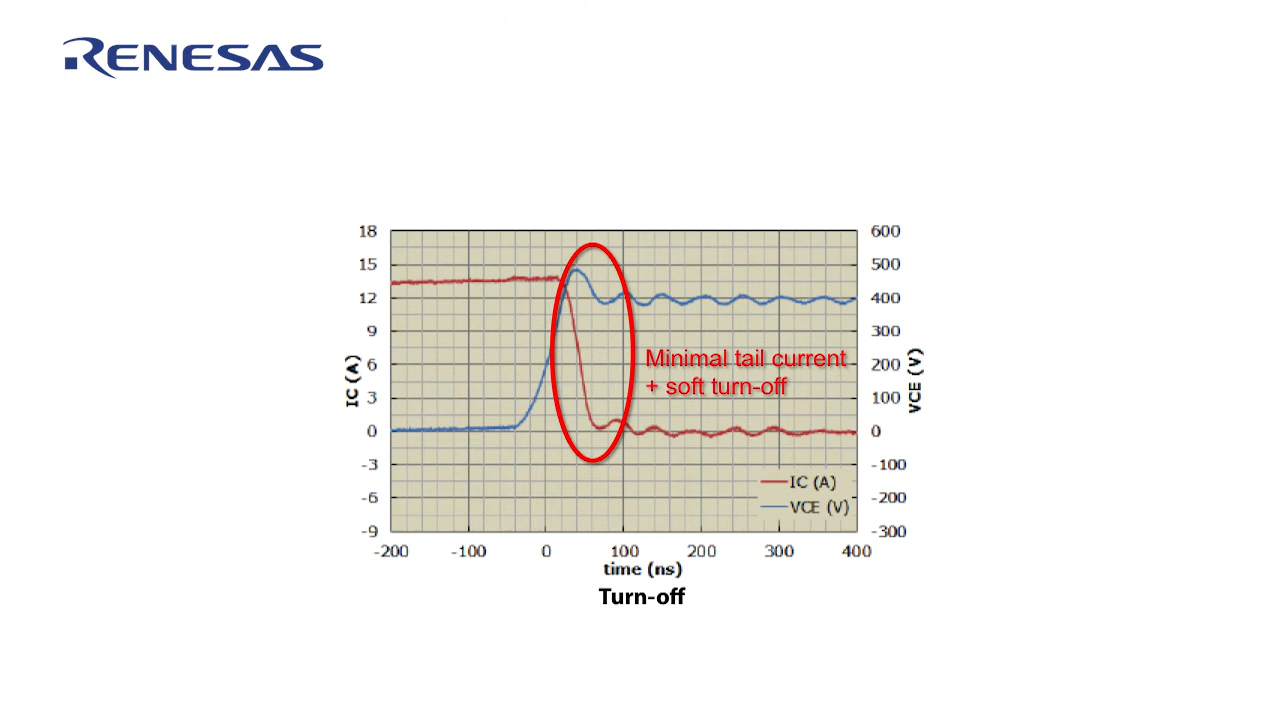 RENESAS
18
15
12
9
6
3
0
-3
-6
-9
IC (A)
600
500
400
300
200
100
0
-100
-200
-300
VCE (V)
Minimal tail current
+ soft turn-off
IC (A)
VCE (V)
-200 -100 0 100 200 300 400
time (ns)
Turn-off